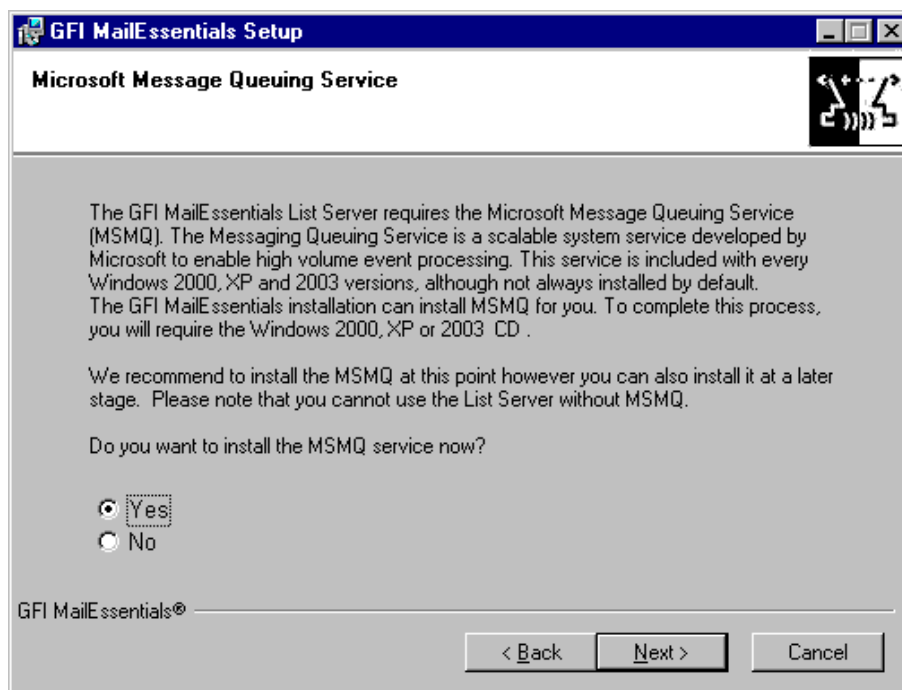 GFI MailEssentials Setup
Microsoft Message Queuing Service
The GFI MailEssentials List Server requires the Microsoft Message Queuing Service
(MSMQ). The Messaging Queuing Service is a scalable system service developed by
Microsoft to enable high volume event processing. This service is included with every
Windows 2000, XP and 2003 versions, although not always installed by default.
The GFI MailEssentials installation can install MSMQ for you. To complete this process,
you will require the Windows 2000, XP or 2003  CD .
We recommend to install the MSMQ at this point however you can also install it at a later
stage.  Please note that you cannot use the List Server without MSMQ.
Do you want to install the MSMQ service now?
Yes
No
GFI MailEssentials®
< Back
Next >
Cancel